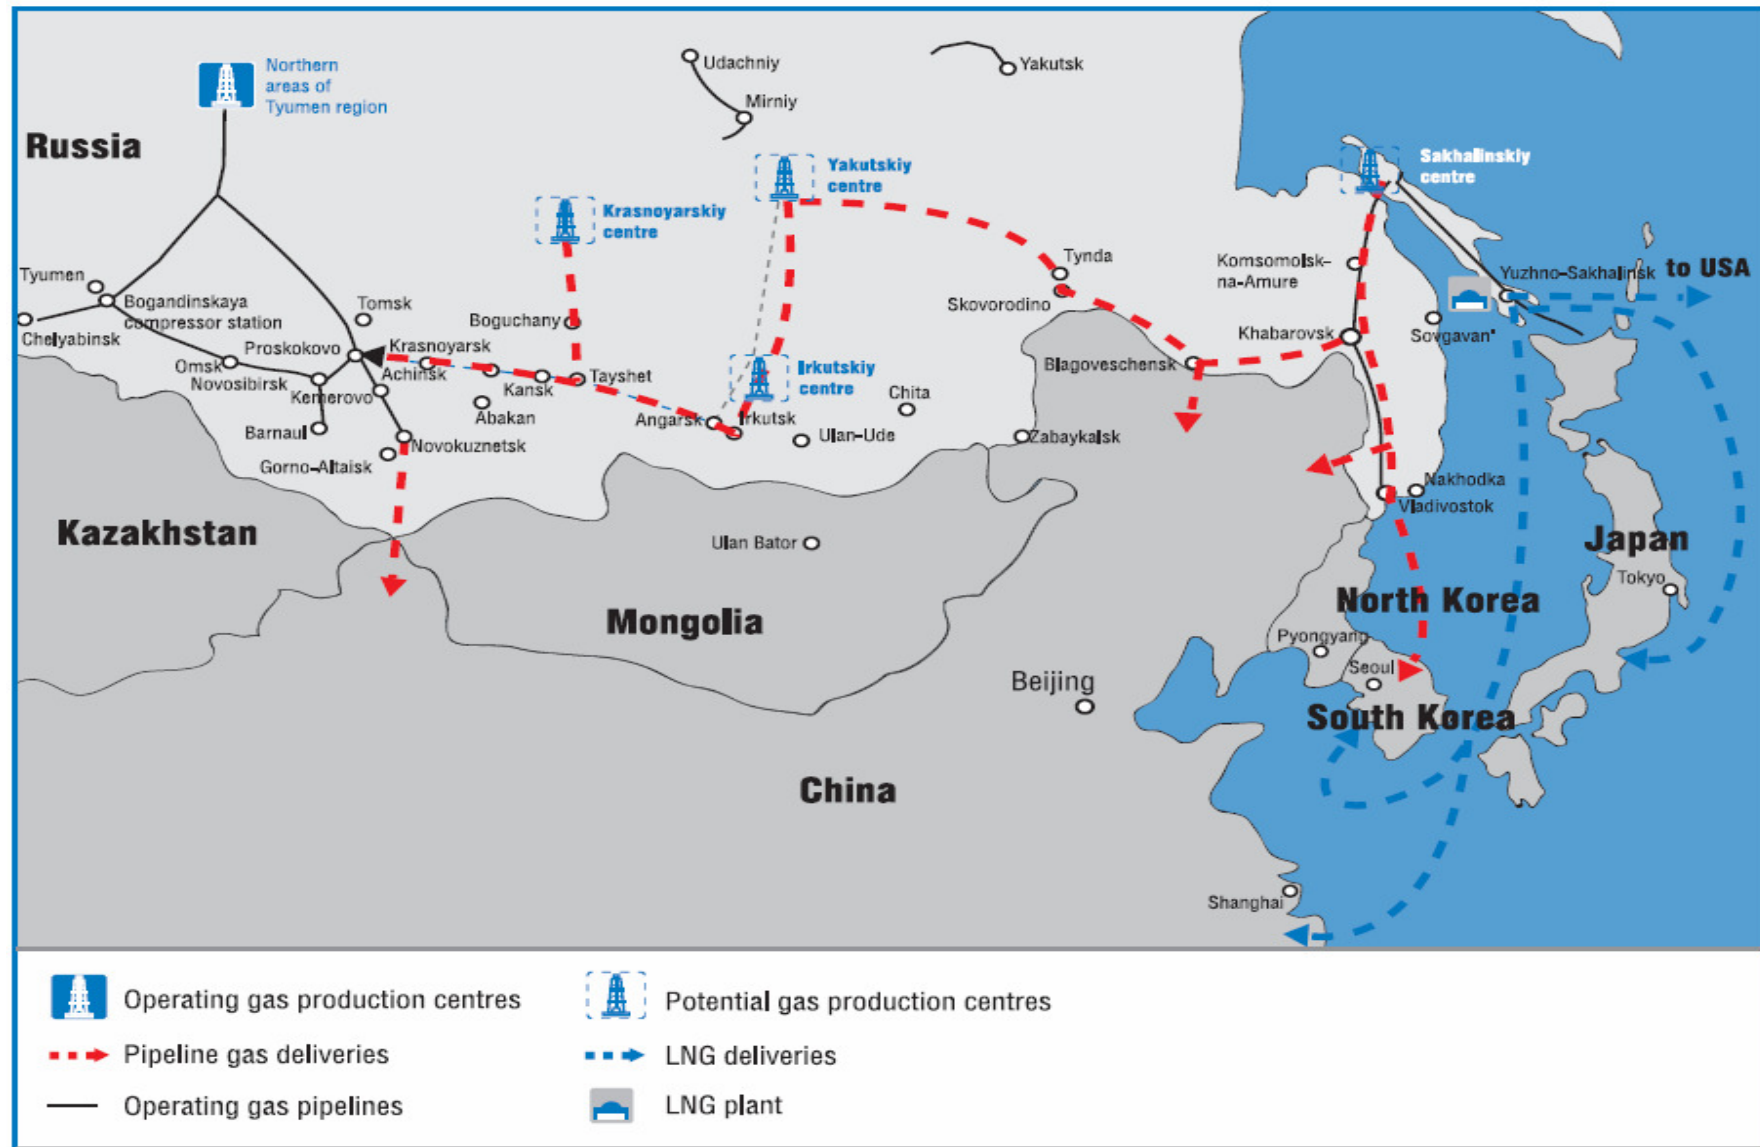 Northern
areas of
Tyumen region
Udachniy
Yakutsk
Mirniy
Russia
Yakutskiy
centre
Sakhalinskiy
centre
Krasnoyarskiy
centre
Tynda
Komsomolsk–
na-Amure
Yuzhno–Sakhalinsk
to USA
Tyumen
Bogandinskaya
compressor station
Tomsk
Skovorodino
Boguchany
Chelyabinsk
Khabarovsk
Sovgavan'
Proskokovo
Krasnoyarsk
Omsk
Achinsk
Tayshet
Irkutskiy
centre
Blagoveschensk
Novosibirsk
Kansk
Kemerovo
Chita
Abakan
Angarsk
Irkutsk
Barnaul
Ulan-Ude
Zabaykalsk
Novokuznetsk
Gorno–Altaisk
Nakhodka
Vladivostok
Kazakhstan
Ulan Bator
Japan
Tokyo
North Korea
Mongolia
Pyongyang
Seoul
Beijing
South Korea
China
Shanghai
Operating gas production centres
Potential gas production centres
Pipeline gas deliveries
LNG deliveries
Operating gas pipelines
LNG plant